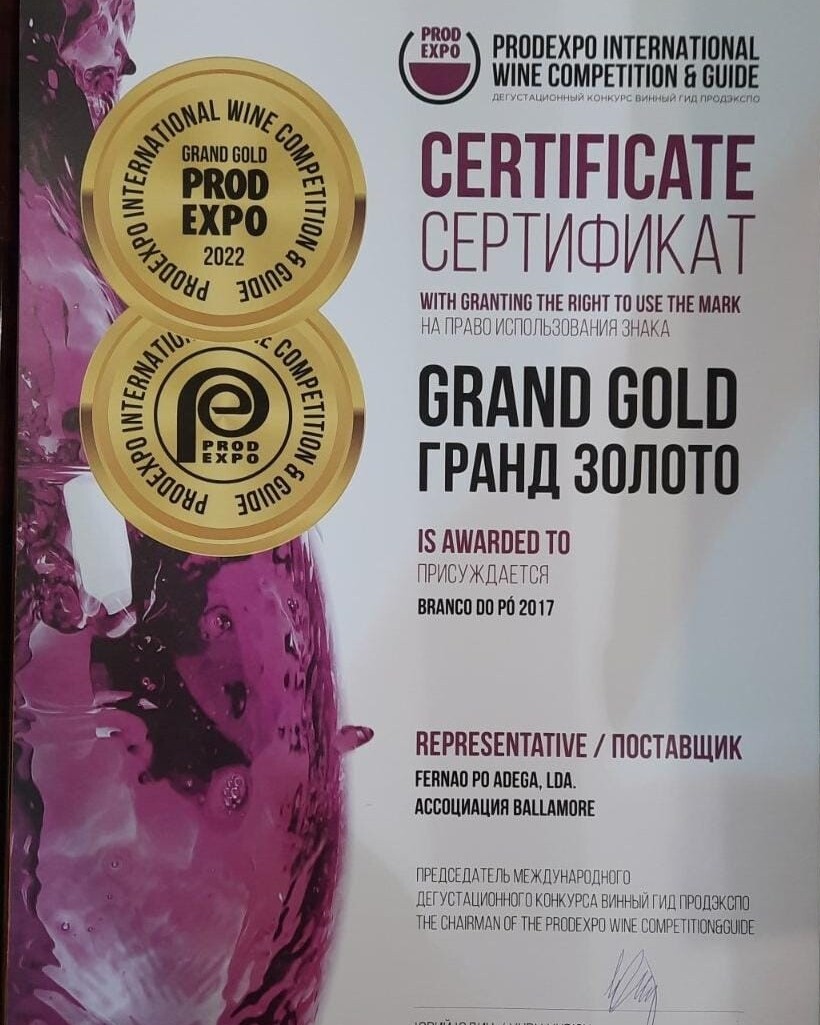 PROD
EXPO
PRODEXPO INTERNATIONAL
WINE COMPETITION & GUIDE
ДЕГУСТАЦИОННЫЙ КОНКУРС ВИННЫЙ ГИД ПРОДЭКСПО
PRODEXPO INTERNATIONAL WINE COMPETITION & GUIDE
GRAND GOLD
PROD
EXPO
2022
CERTIFICATE
СЕРТИФИКАТ
WITH GRANTING THE RIGHT TO USE THE MARK
НА ПРАВО ИСПОЛЬЗОВАНИЯ ЗНАКА
PRODEXPO COMPETITION & GUIDE
PROD
EXPO
GRAND GOLD
ГРАНД ЗОЛОТО
IS AWARDED TO
ПРИСУЖДАЕТСЯ
BRANCO DO PÓ 2017
REPRESENTATIVE / ПОСТАВЩИК
FERNAO PO ADEGA, LDA.
АССОЦИАЦИЯ BALLAMORE
ПРЕДСЕДАТЕЛЬ МЕЖДУНАРОДНОГО
ДЕГУСТАЦИОННОГО КОНКУРСА ВИННЫЙ ГИД ПРОДЭКСПО
THE CHAIRMAN OF THE PRODEXPO WINE COMPETITION&GUIDE